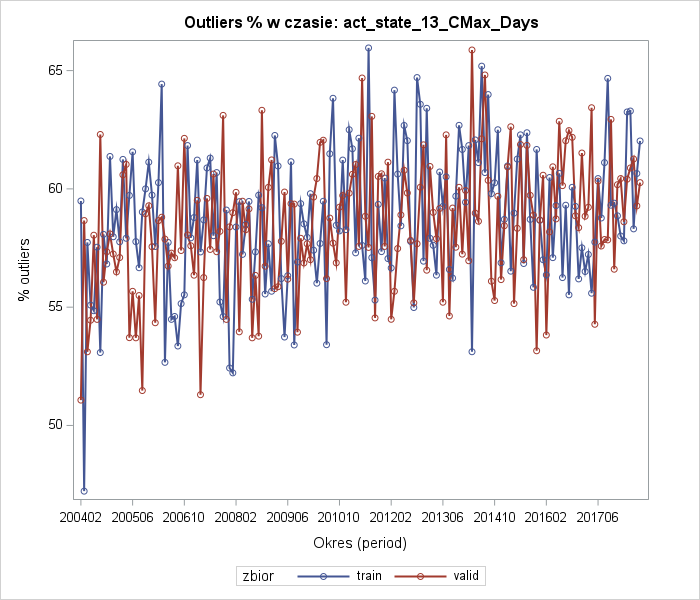 Outliers % w czasie: act_state_13_CMax_Days
% outliers
65
60
55
50
200402 200506 200610 200802 200906 201010 201202 201306 201410 201602 201706
Okres (period)
zbior train valid